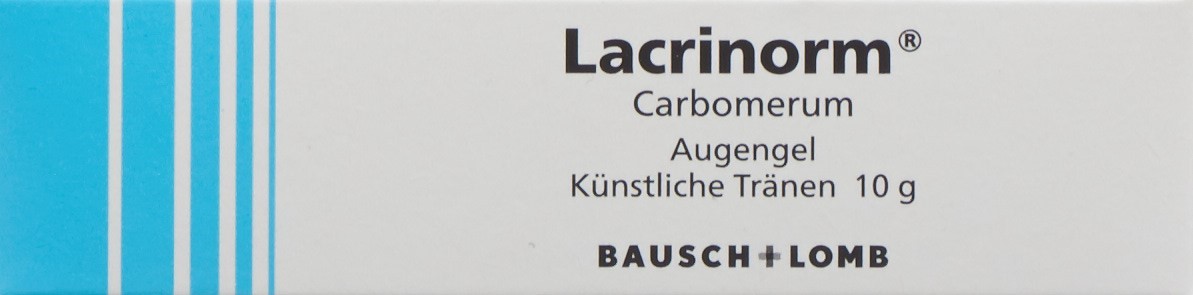 Lacrinorm®
Carbomerum
Augengel
Künstliche Tränen 10 g
BAUSCH+LOMB